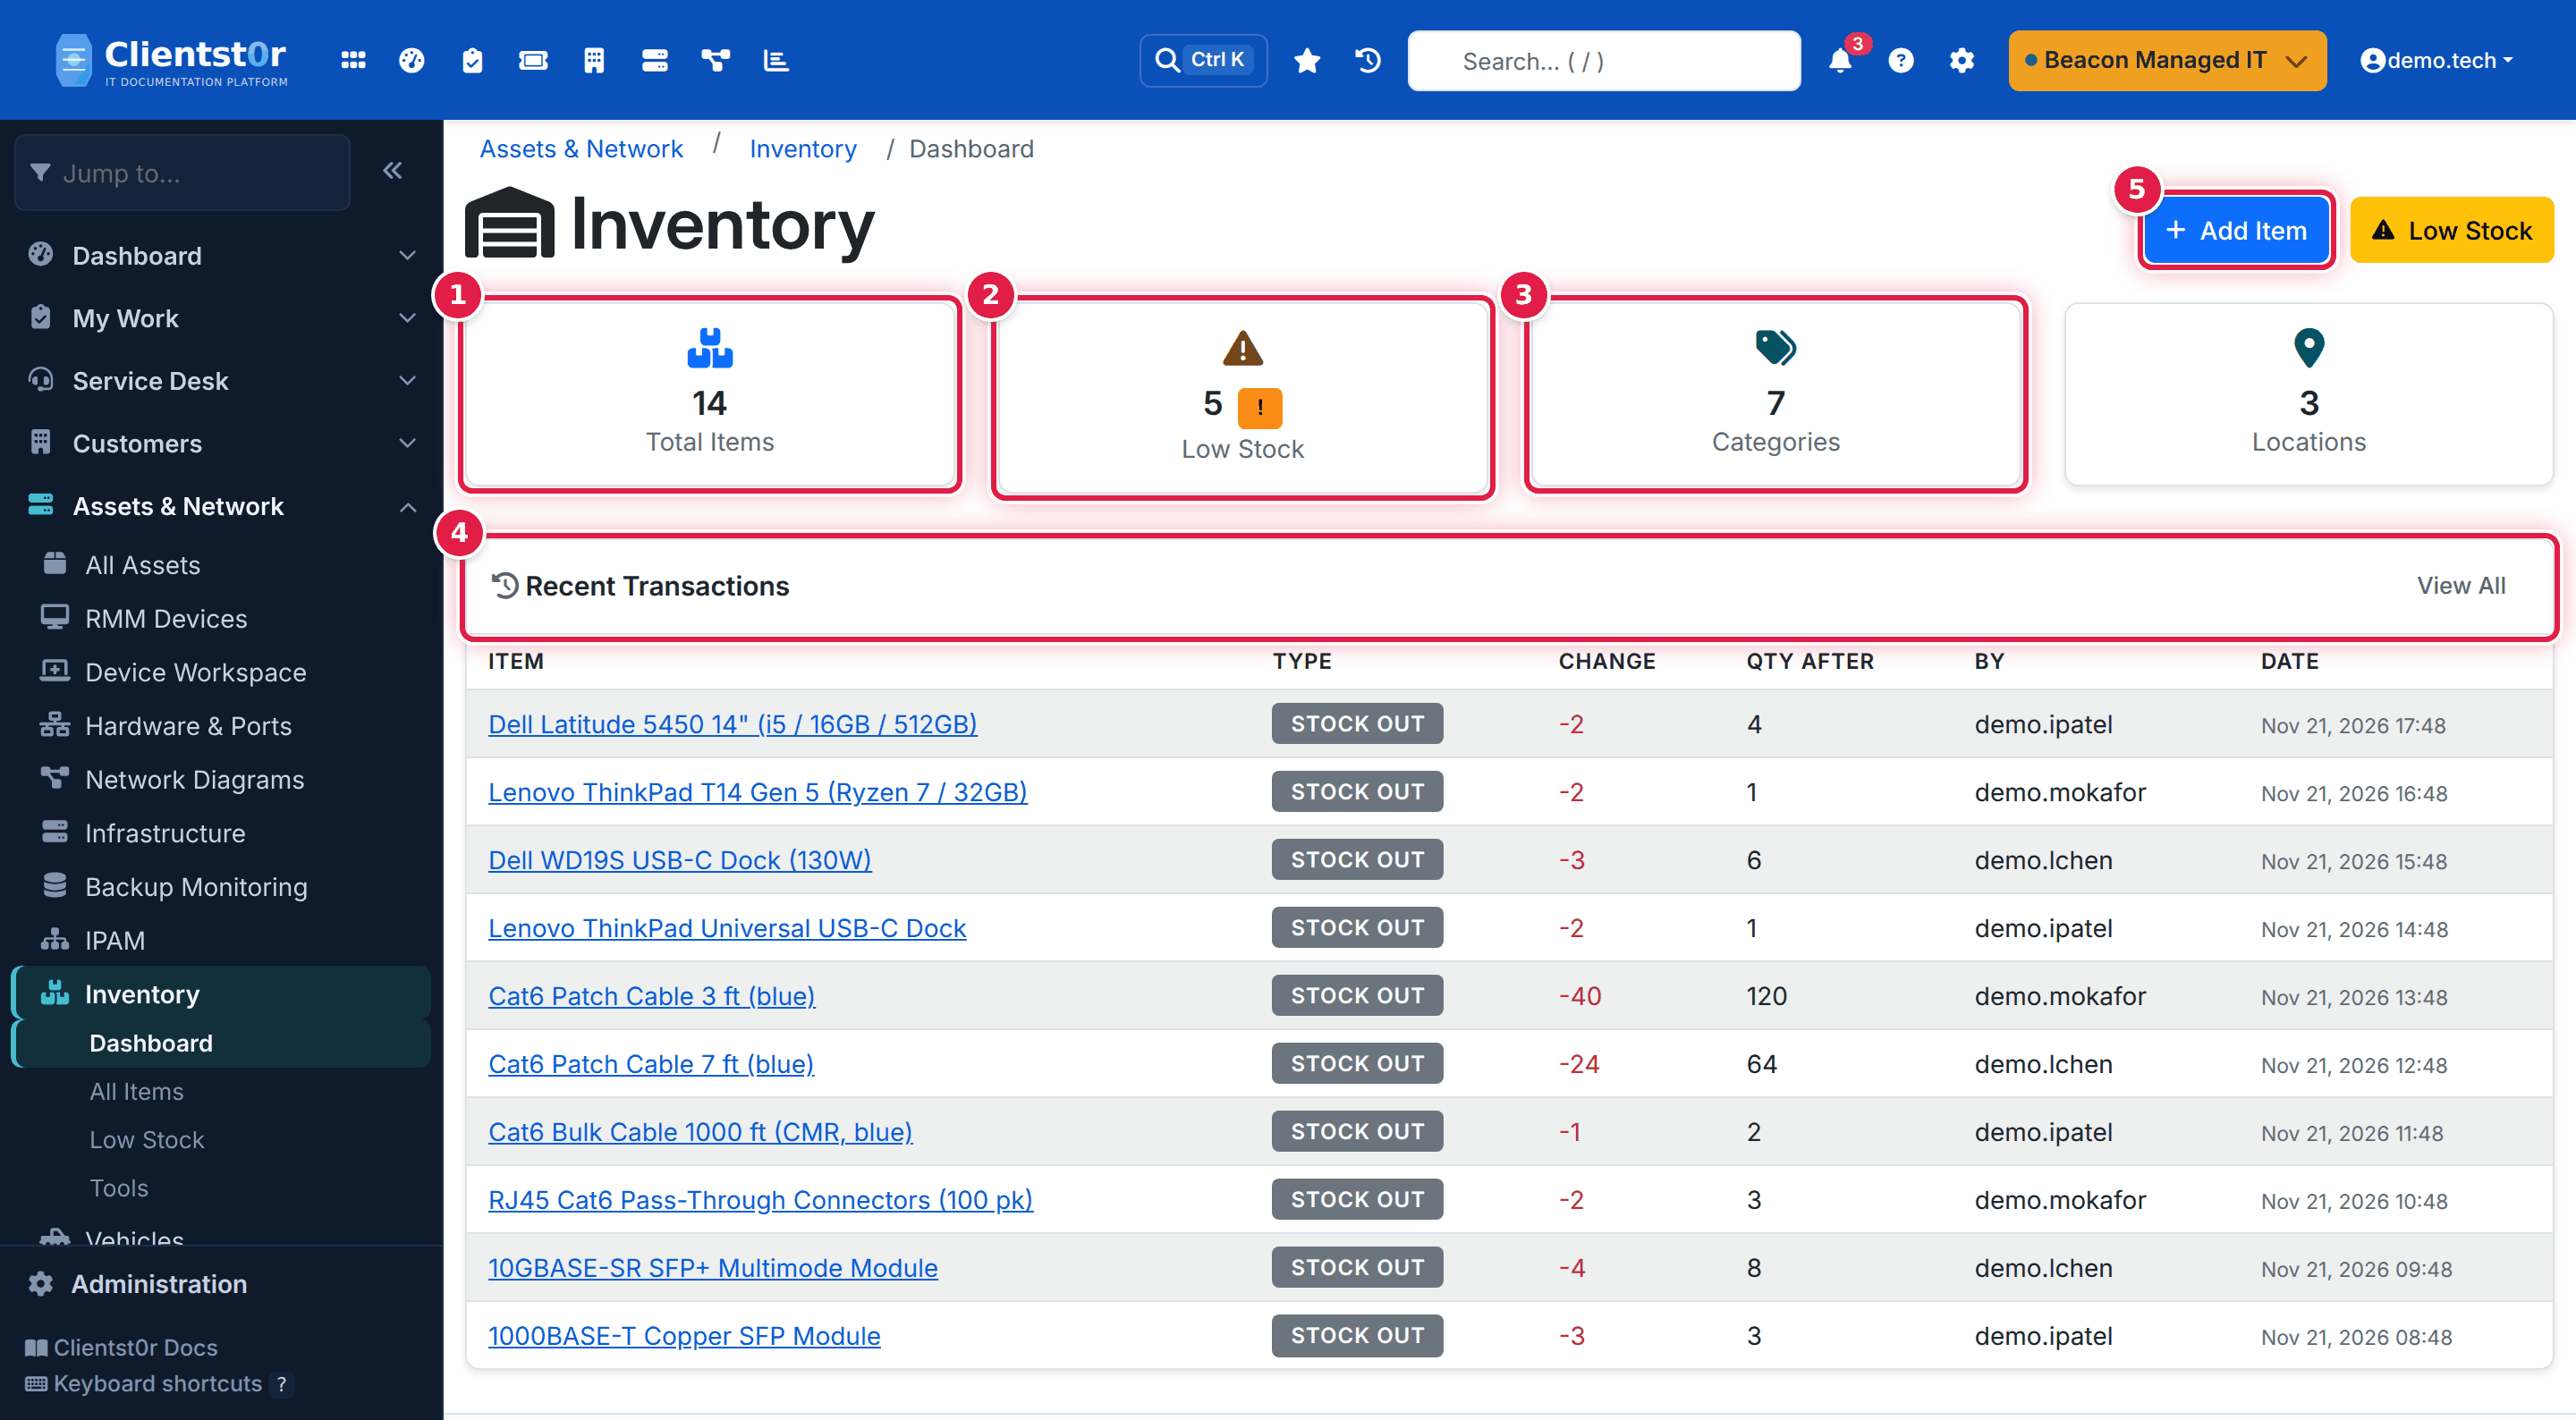 Clientst0r
IT DOCUMENTATION PLATFORM
Ctrl K
Search... ( / )
3
?
Beacon Managed IT
demo.tech
Jump to...
Dashboard
My Work
Service Desk
Customers
Assets & Network
All Assets
RMM Devices
Device Workspace
Hardware & Ports
Network Diagrams
Infrastructure
Backup Monitoring
IPAM
Inventory
Dashboard
All Items
Low Stock
Tools
Vehicles
Administration
Clientst0r Docs
Keyboard shortcuts ?
Assets & Network / Inventory / Dashboard
Inventory
5
+ Add Item
Low Stock
1
14
Total Items
2
5 !
Low Stock
3
7
Categories
3
Locations
4
Recent Transactions
View All
ITEM TYPE CHANGE QTY AFTER BY DATE
Dell Latitude 5450 14" (i5 / 16GB / 512GB) STOCK OUT -2 4 demo.ipatel Nov 21, 2026 17:48
Lenovo ThinkPad T14 Gen 5 (Ryzen 7 / 32GB) STOCK OUT -2 1 demo.mokafor Nov 21, 2026 16:48
Dell WD19S USB-C Dock (130W) STOCK OUT -3 6 demo.lchen Nov 21, 2026 15:48
Lenovo ThinkPad Universal USB-C Dock STOCK OUT -2 1 demo.ipatel Nov 21, 2026 14:48
Cat6 Patch Cable 3 ft (blue) STOCK OUT -40 120 demo.mokafor Nov 21, 2026 13:48
Cat6 Patch Cable 7 ft (blue) STOCK OUT -24 64 demo.lchen Nov 21, 2026 12:48
Cat6 Bulk Cable 1000 ft (CMR, blue) STOCK OUT -1 2 demo.ipatel Nov 21, 2026 11:48
RJ45 Cat6 Pass-Through Connectors (100 pk) STOCK OUT -2 3 demo.mokafor Nov 21, 2026 10:48
10GBASE-SR SFP+ Multimode Module STOCK OUT -4 8 demo.lchen Nov 21, 2026 09:48
1000BASE-T Copper SFP Module STOCK OUT -3 3 demo.ipatel Nov 21, 2026 08:48